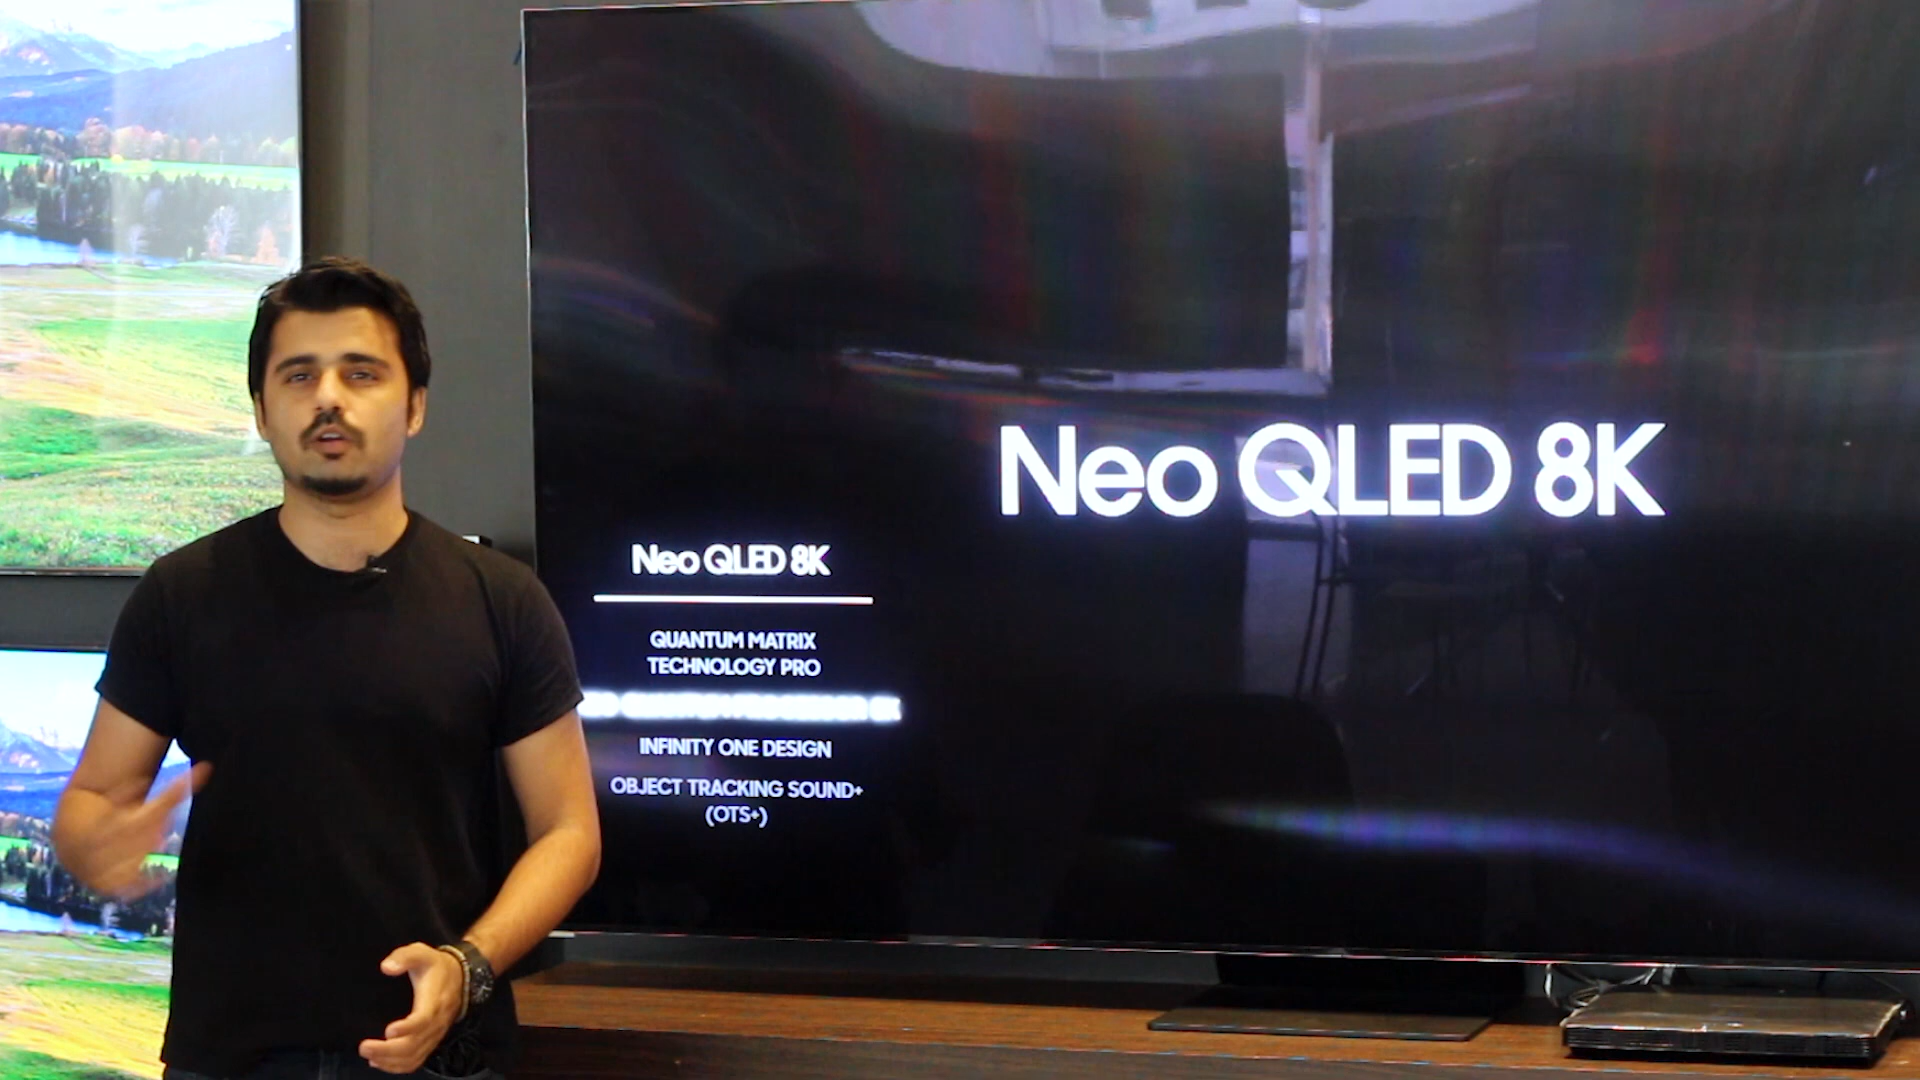 Neo QLED 8K
Neo QLED 8K
QUANTUM MATRIX
TECHNOLOGY PRO
INFINITY ONE DESIGN
OBJECT TRACKING SOUND+
(OTS+)